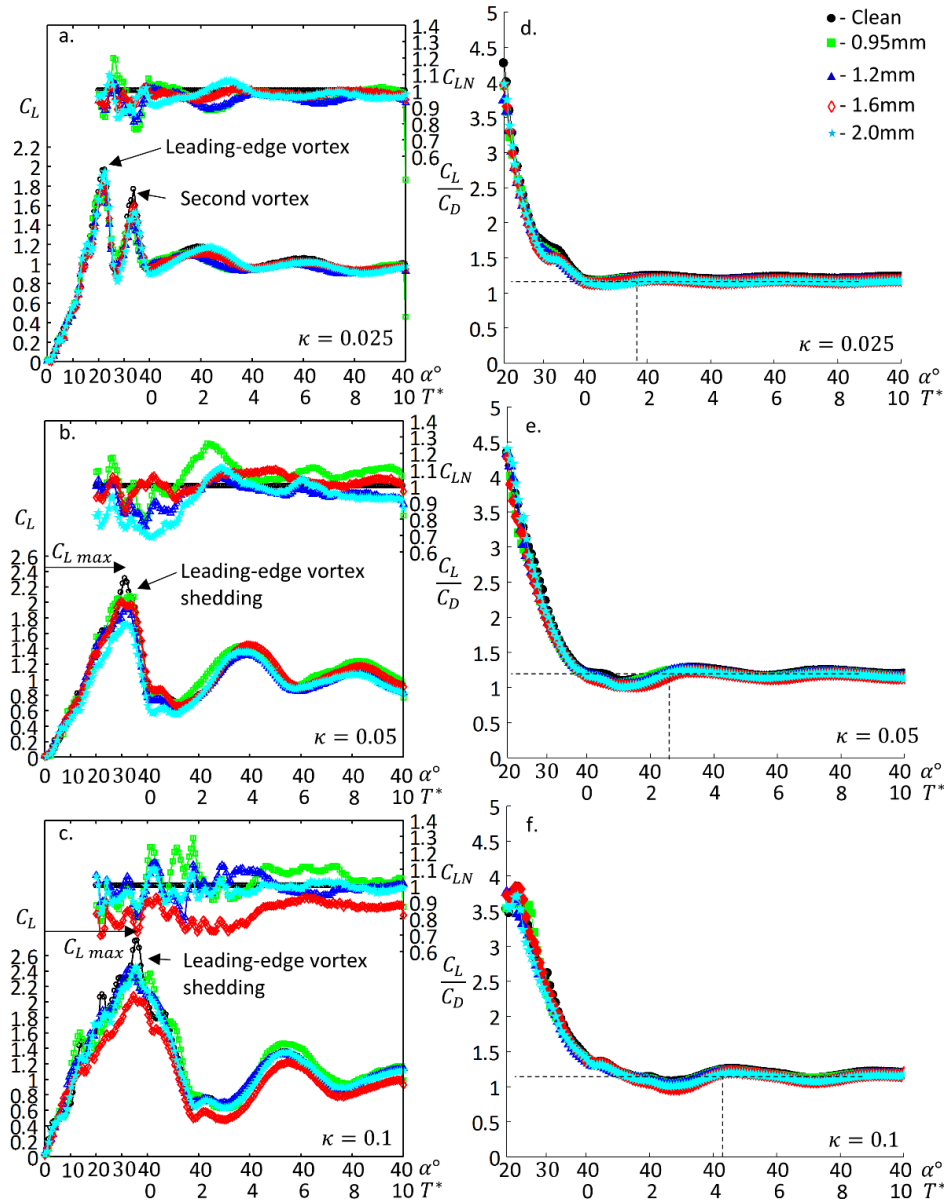 a.
1.4
1.3
1.2
1.1
1
0.9
0.8
0.7
0.6
C_LN
C_L
2.2
2
1.8
1.6
1.4
1.2
1
0.8
0.6
0.4
0.2
0
Leading-edge vortex
Second vortex
κ = 0.025
0 10 20 30 40 40 40 40 40 40 α°
0 2 4 6 8 10 T*
d.
5
4.5
4
3.5
3
2.5
2
1.5
1
0.5
0
C_L
C_D
- Clean
- 0.95mm
- 1.2mm
- 1.6mm
- 2.0mm
κ = 0.025
20 30 40 40 40 40 40 40 α°
0 2 4 6 8 10 T*
b.
1.4
1.3
1.2
1.1
1
0.9
0.8
0.7
0.6
C_LN
C_L
C_L max
2.6
2.4
2
1.8
1.6
1.4
1.2
1
0.8
0.6
0.4
0.2
0
Leading-edge vortex
shedding
κ = 0.05
0 10 20 30 40 40 40 40 40 40 α°
0 2 4 6 8 10 T*
e.
5
4.5
4
3.5
3
2.5
2
1.5
1
0.5
0
C_L
C_D
κ = 0.05
20 30 40 40 40 40 40 40 α°
0 2 4 6 8 10 T*
c.
1.4
1.3
1.2
1.1
1
0.9
0.8
0.7
0.6
C_LN
C_L
C_L max
2.6
2.4
2.2
2
1.8
1.6
1.4
1.2
1
0.8
0.6
0.4
0.2
0
Leading-edge vortex
shedding
κ = 0.1
0 10 20 30 40 40 40 40 40 40 α°
0 2 4 6 8 10 T*
f.
5
4.5
4
3.5
3
2.5
2
1.5
1
0.5
0
C_L
C_D
κ = 0.1
20 30 40 40 40 40 40 40 α°
0 2 4 6 8 10 T*